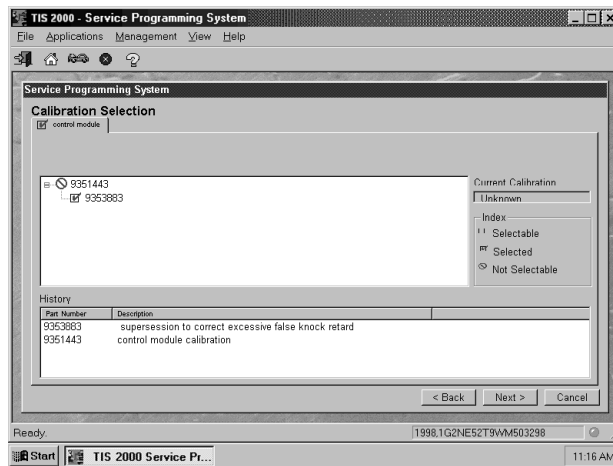 TIS 2000 - Service Programming System
File Applications Management View Help
Service Programming System
Calibration Selection
control module
9351443
9353883
Current Calibration
Unknown
Index
Selectable
Selected
Not Selectable
History
Part Number Description
9353883 supersession to correct excessive false knock retard
9351443 control module calibration
< Back Next > Cancel
Ready. 1998,1G2NE52T9WM503298
Start TIS 2000 Service Pr... 11:16 AM